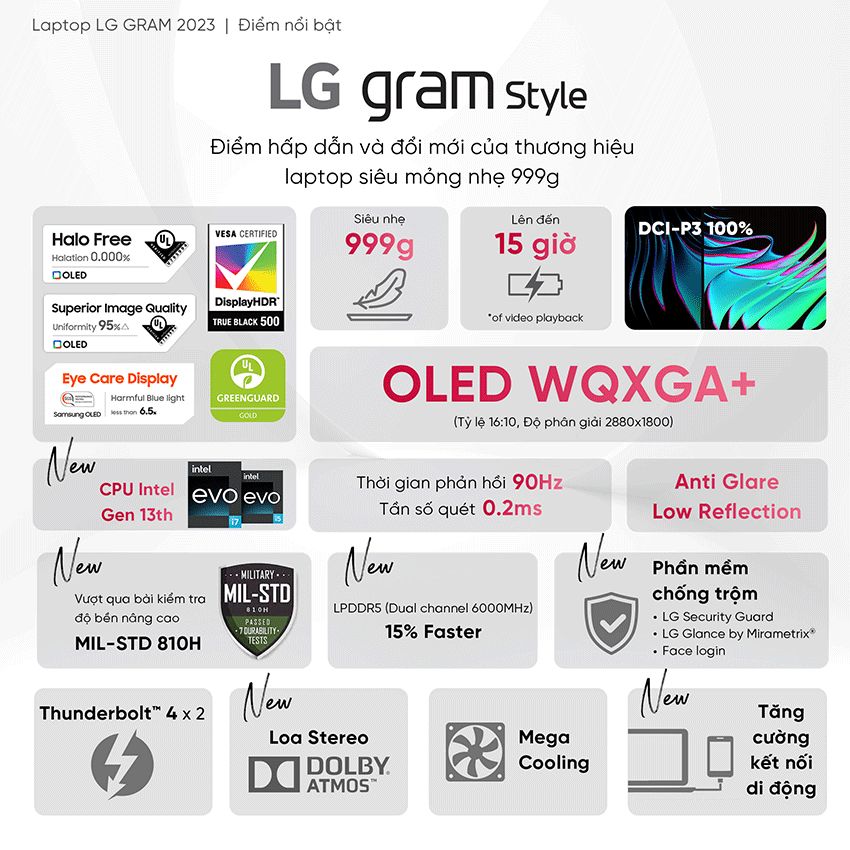 Laptop LG GRAM 2023 | Điểm nổi bật
LG gram Style
Điểm hấp dẫn và đổi mới của thương hiệu
laptop siêu mỏng nhẹ 999g
Halo Free
Halation 0.000%
OLED
UL
Superior Image Quality
Uniformity 95%△
OLED
UL
Eye Care Display
SGS
Samsung OLED
Harmful Blue light
less than 6.5%
VESA CERTIFIED
DisplayHDR™
TRUE BLACK 500
UL
GREENGUARD
GOLD
Siêu nhẹ
999g
Lên đến
15 giờ
*of video playback
DCI-P3 100%
OLED WQXGA+
(Tỷ lệ 16:10, Độ phân giải 2880x1800)
New
CPU Intel
Gen 13th
intel
evo
i7
intel
evo
i5
Thời gian phản hồi 90Hz
Tần số quét 0.2ms
Anti Glare
Low Reflection
New
Vượt qua bài kiểm tra
độ bền nâng cao
MIL-STD 810H
MILITARY
MIL-STD
810H
PASSED
7 DURABILITY
TESTS
New
LPDDR5 (Dual channel 6000MHz)
15% Faster
New
Phần mềm
chống trộm
• LG Security Guard
• LG Glance by Mirametrix®
• Face login
Thunderbolt™ 4 x 2
New
Loa Stereo
DOLBY
ATMOS™
Mega
Cooling
New
Tăng
cường
kết nối
di động